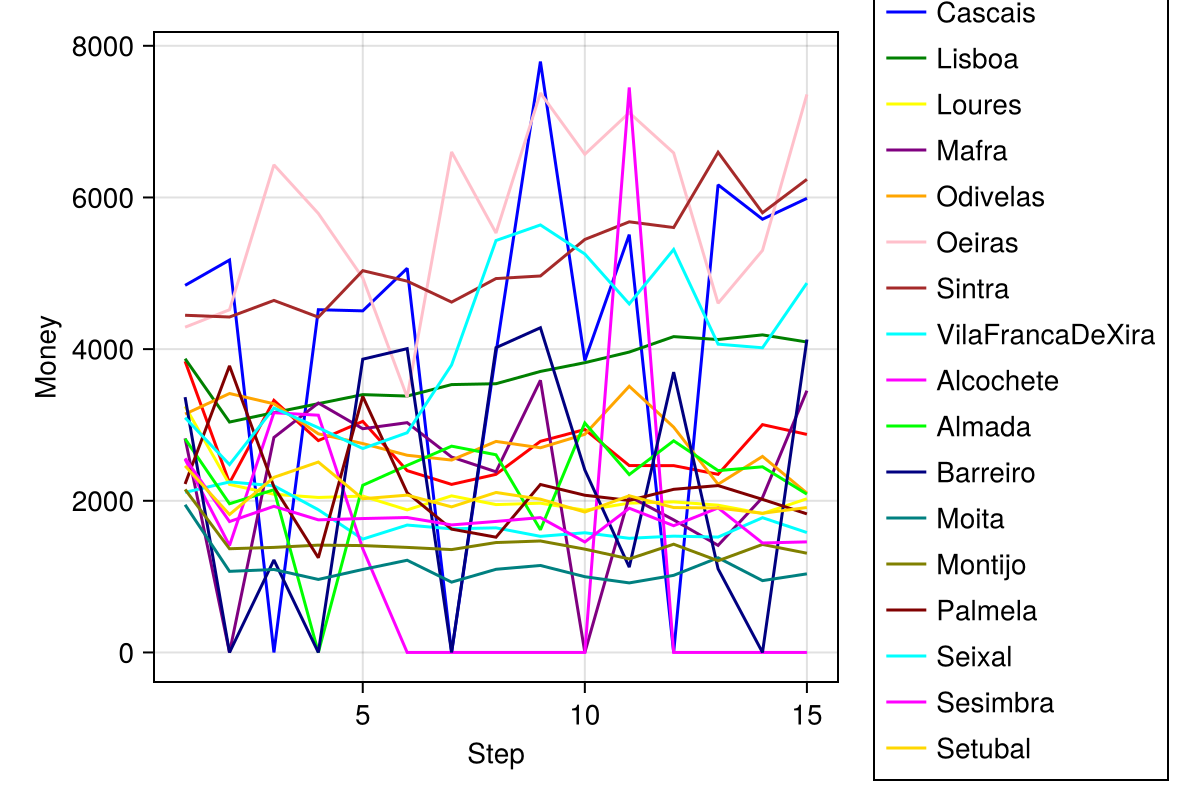 8000
6000
4000
2000
0
Money
5
10
15
Step
Cascais
Lisboa
Loures
Mafra
Odivelas
Oeiras
Sintra
VilaFrancaDeXira
Alcochete
Almada
Barreiro
Moita
Montijo
Palmela
Seixal
Sesimbra
Setubal